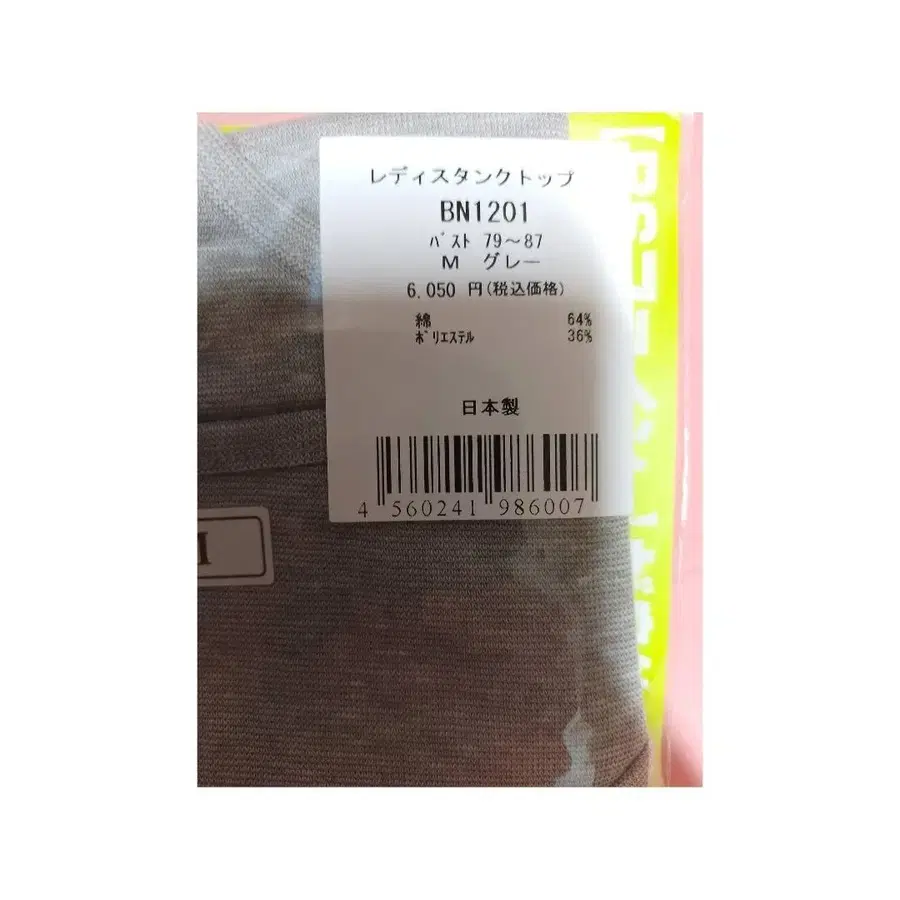 レディスタンクトップ
BN1201
バスト 79～87
M グレー
6,050 円(税込価格)
綿 64%
ポリエステル 36%
日本製
4 560241 986007